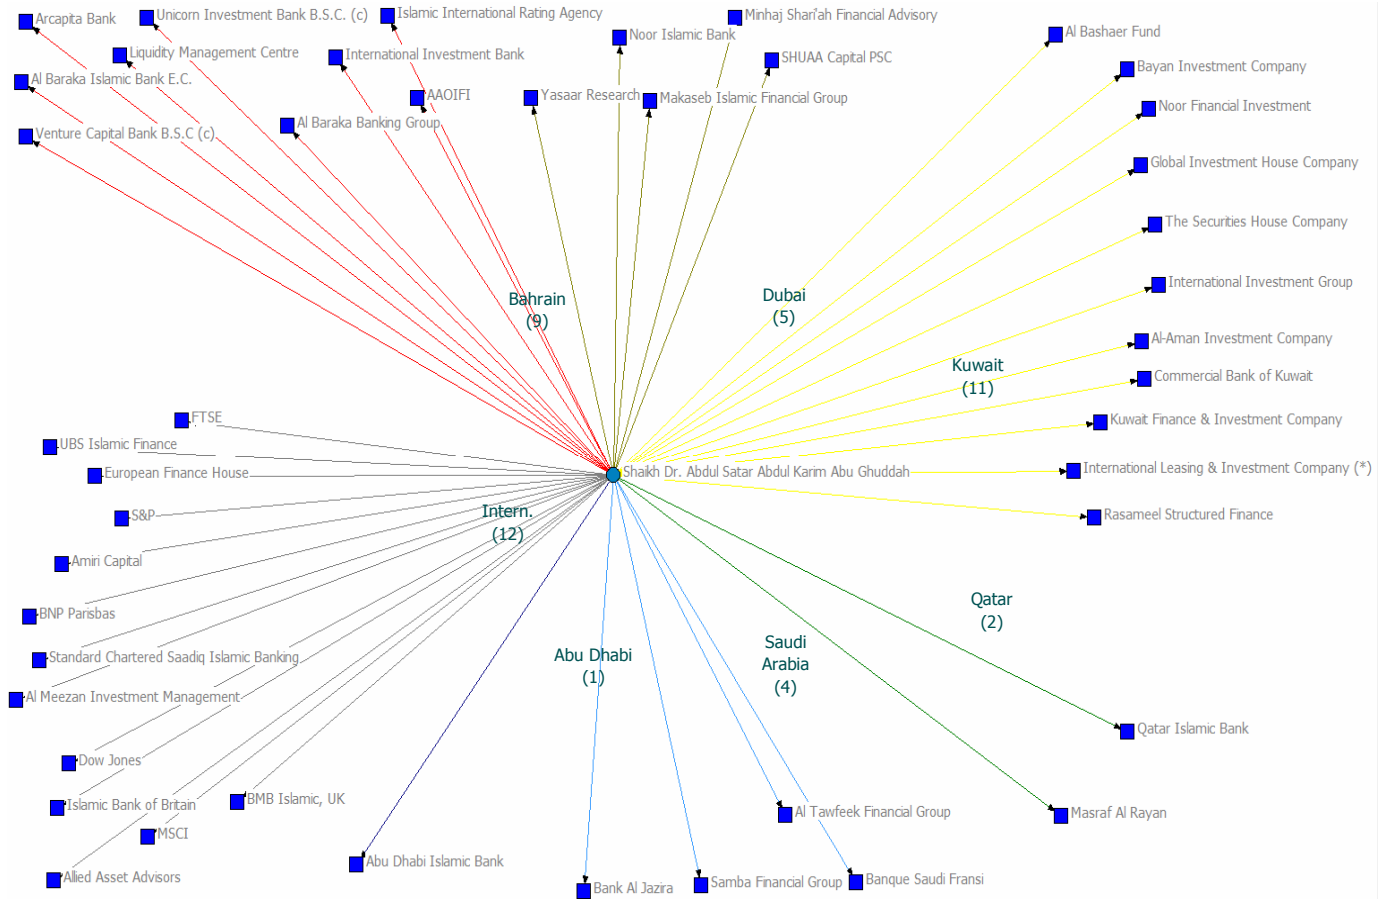 Arcapita Bank
Unicorn Investment Bank B.S.C. (c)
Islamic International Rating Agency
Liquidity Management Centre
International Investment Bank
Al Baraka Islamic Bank E.C.
AAOIFI
Al Baraka Banking Group
Venture Capital Bank B.S.C (c)
Noor Islamic Bank
Minhaj Shari'ah Financial Advisory
SHUAA Capital PSC
Yasaar Research
Makaseb Islamic Financial Group
Al Bashaer Fund
Bayan Investment Company
Noor Financial Investment
Global Investment House Company
The Securities House Company
International Investment Group
Al-Aman Investment Company
Commercial Bank of Kuwait
Kuwait Finance & Investment Company
International Leasing & Investment Company (*)
Rasameel Structured Finance
Bahrain
(9)
Dubai
(5)
Kuwait
(11)
Shaikh Dr. Abdul Satar Abdul Karim Abu Ghuddah
FTSE
UBS Islamic Finance
European Finance House
S&P
Intern.
(12)
Amiri Capital
BNP Parisbas
Standard Chartered Saadiq Islamic Banking
Al Meezan Investment Management
Dow Jones
Islamic Bank of Britain
BMB Islamic, UK
MSCI
Allied Asset Advisors
Abu Dhabi
(1)
Saudi
Arabia
(4)
Qatar
(2)
Qatar Islamic Bank
Masraf Al Rayan
Al Tawfeek Financial Group
Abu Dhabi Islamic Bank
Bank Al Jazira
Samba Financial Group
Banque Saudi Fransi